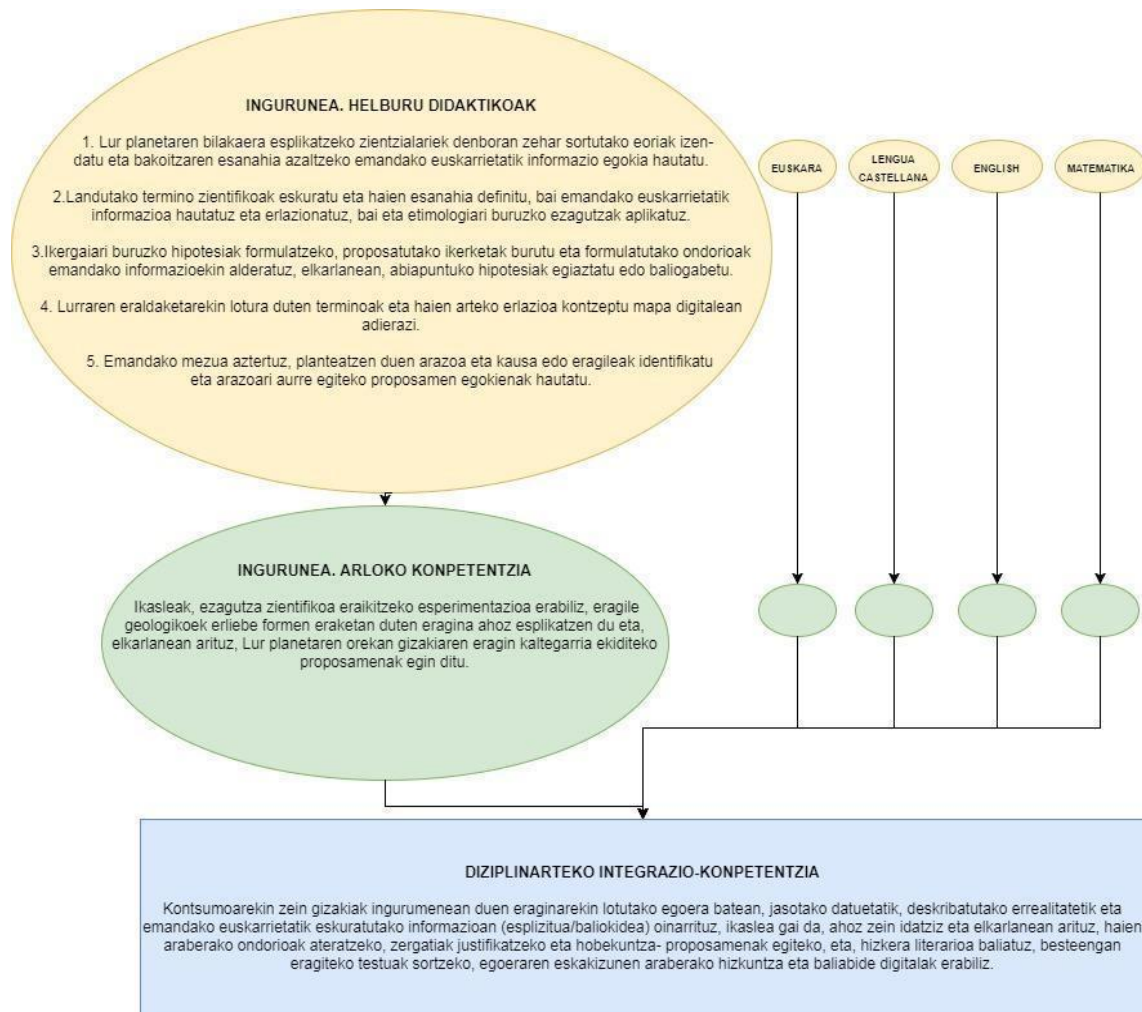 INGURUNEA. HELBURU DIDAKTIKOAK
1. Lur planetaren bilakaera esplikatzeko zientzialariek denboran zehar sortutako eoriak izen-
datu eta bakoitzaren esanahia azaltzeko emandako euskarrietatik informazio egokia hautatu.
2.Landutako termino zientifikoak eskuratu eta haien esanahia definitu, bai emandako euskarrietatik
informazioa hautatuz eta erlazionatuz, bai eta etimologiari buruzko ezagutzak aplikatuz.
3.Ikergaiari buruzko hipotesiak formulatzeko, proposatutako ikerketak burutu eta formulatutako ondorioak
emandako informazioekin alderatuz, elkarlanean, abiapuntuko hipotesiak egiaztatu edo baliogabetu.
4. Lurraren eraldaketarekin lotura duten terminoak eta haien arteko erlazioa kontzeptu mapa digitalean
adierazi.
5. Emandako mezua aztertuz, planteatzen duen arazoa eta kausa edo eragileak identifikatu
eta arazoari aurre egiteko proposamen egokienak hautatu.
EUSKARA
LENGUA
CASTELLANA
ENGLISH
MATEMATIKA
INGURUNEA. ARLOKO KONPETENTZIA
Ikasleak, ezagutza zientifikoa eraikitzeko esperimentazioa erabiliz, eragile
geologikoek erliebe formen eraketan duten eragina ahoz esplikatzen du eta,
elkarlanean arituz, Lur planetaren orekan gizakiaren eragin kaltegarria ekiditeko
proposamenak egin ditu.
DIZIPLINARTEKO INTEGRAZIO-KONPETENTZIA
Kontsumoarekin zein gizakiak ingurumenean duen eraginarekin lotutako egoera batean, jasotako datuetatik, deskribatutako errealitatetik eta
emandako euskarrietatik eskuratutako informazioan (esplizitua/baliokidea) oinarrituz, ikaslea gai da, ahoz zein idatziz eta elkarlanean arituz, haien
araberako ondorioak ateratzeko, zergatiak justifikatzeko eta hobekuntza- proposamenak egiteko, eta, hizkera literarioa baliatuz, besteengan
eragiteko testuak sortzeko, egoeraren eskakizunen araberako hizkuntza eta baliabide digitalak erabiliz.